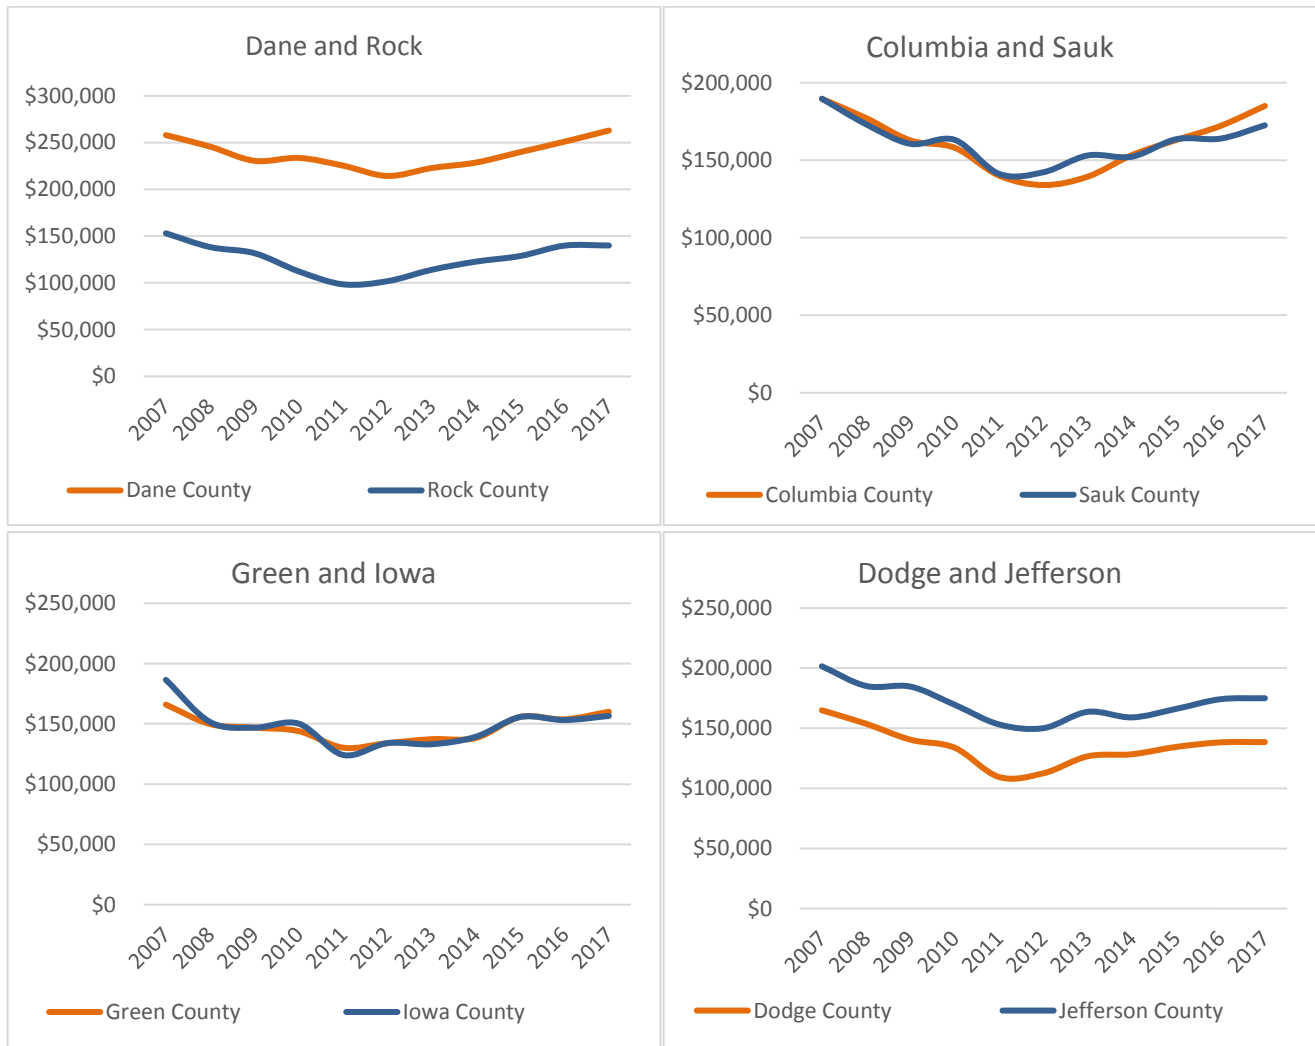 Dane and Rock
$300,000
$250,000
$200,000
$150,000
$100,000
$50,000
$0
2007 2008 2009 2010 2011 2012 2013 2014 2015 2016 2017
Dane County Rock County
Columbia and Sauk
$200,000
$150,000
$100,000
$50,000
$0
2007 2008 2009 2010 2011 2012 2013 2014 2015 2016 2017
Columbia County Sauk County
Green and Iowa
$250,000
$200,000
$150,000
$100,000
$50,000
$0
2007 2008 2009 2010 2011 2012 2013 2014 2015 2016 2017
Green County Iowa County
Dodge and Jefferson
$250,000
$200,000
$150,000
$100,000
$50,000
$0
2007 2008 2009 2010 2011 2012 2013 2014 2015 2016 2017
Dodge County Jefferson County